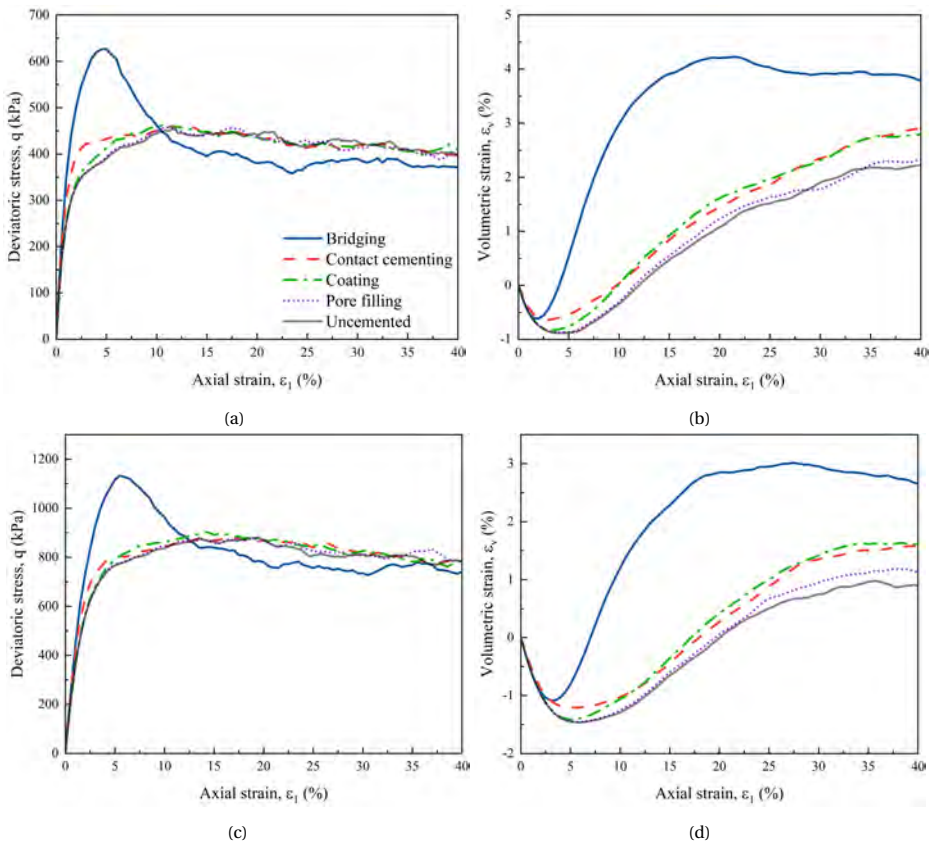 700
600
500
400
300
200
100
0
Deviatoric stress, q (kPa)
Bridging
Contact cementing
Coating
Pore filling
Uncemented
0 5 10 15 20 25 30 35 40
Axial strain, ε1 (%)
(a)
5
4
3
2
1
0
-1
Volumetric strain, εv (%)
0 5 10 15 20 25 30 35 40
Axial strain, ε1 (%)
(b)
1200
1000
800
600
400
200
0
Deviatoric stress, q (kPa)
0 5 10 15 20 25 30 35 40
Axial strain, ε1 (%)
(c)
3
2
1
0
-1
-2
Volumetric strain, εv (%)
0 5 10 15 20 25 30 35 40
Axial strain, ε1 (%)
(d)